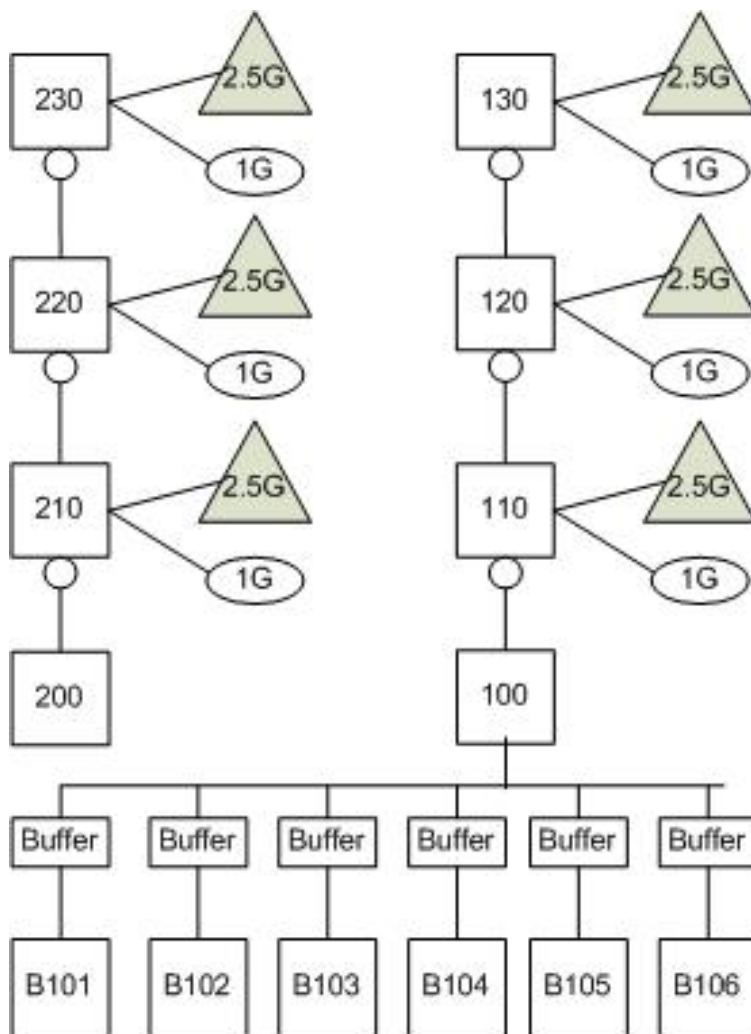 230
2.5G
1G
130
2.5G
1G
220
2.5G
1G
120
2.5G
1G
210
2.5G
1G
110
2.5G
1G
200
100
Buffer
Buffer
Buffer
Buffer
Buffer
Buffer
B101
B102
B103
B104
B105
B106